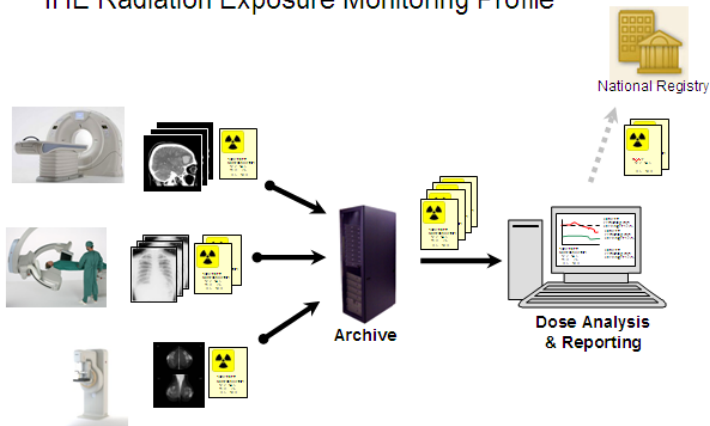 IHE Radiation Exposure Monitoring Profile
National Registry
Archive
Dose Analysis
& Reporting